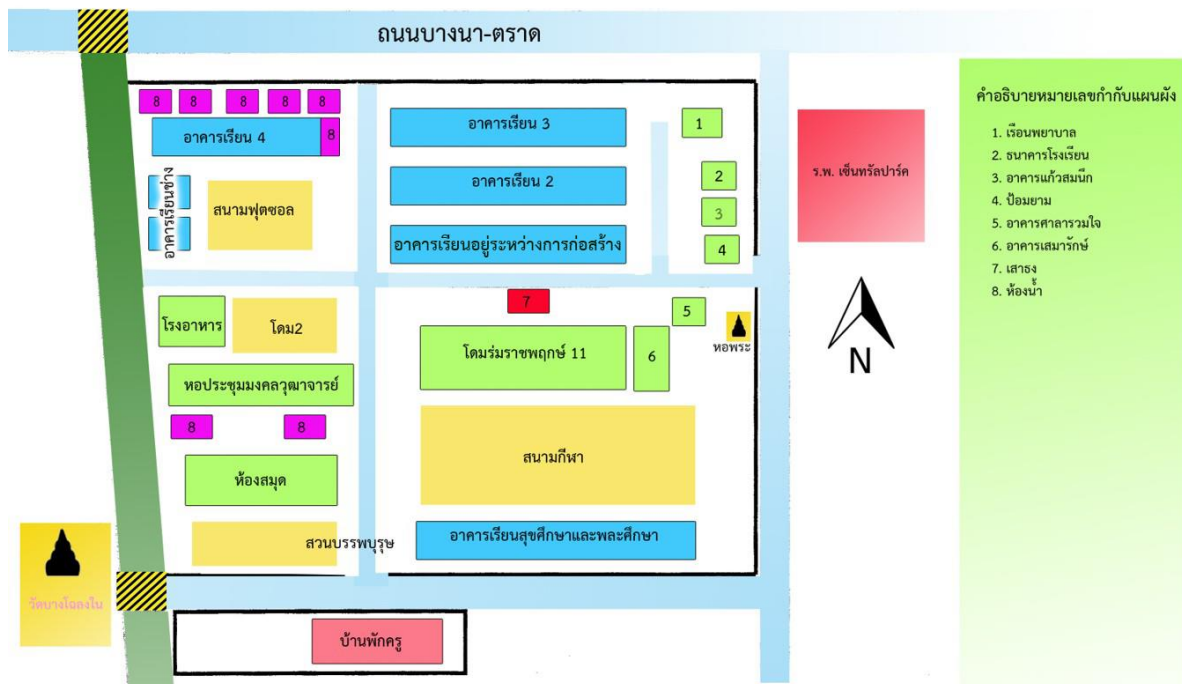 ถนนบางนา-ตราด
8
8
8
8
8
อาคารเรียน 4
8
อาคารเรียน 3
1
อาคารเรียนช่าง
สนามฟุตซอล
อาคารเรียน 2
2
3
อาคารเรียนอยู่ระหว่างการก่อสร้าง
4
ร.พ. เซ็นทรัลปาร์ค
N
7
5
โรงอาหาร
โดม2
โดมร่มราชพฤกษ์ 11
6
หอพระ
หอประชุมมงคลวุฒาจารย์
8
8
สนามกีฬา
ห้องสมุด
สวนบรรพบุรุษ
อาคารเรียนสุขศึกษาและพละศึกษา
วัดบางโฉลงใน
บ้านพักครู
คำอธิบายหมายเลขกำกับแผนผัง
1. เรือนพยาบาล
2. ธนาคารโรงเรียน
3. อาคารแก้วสมนึก
4. ป้อมยาม
5. อาคารศาลารวมใจ
6. อาคารเสมารักษ์
7. เสาธง
8. ห้องน้ำ